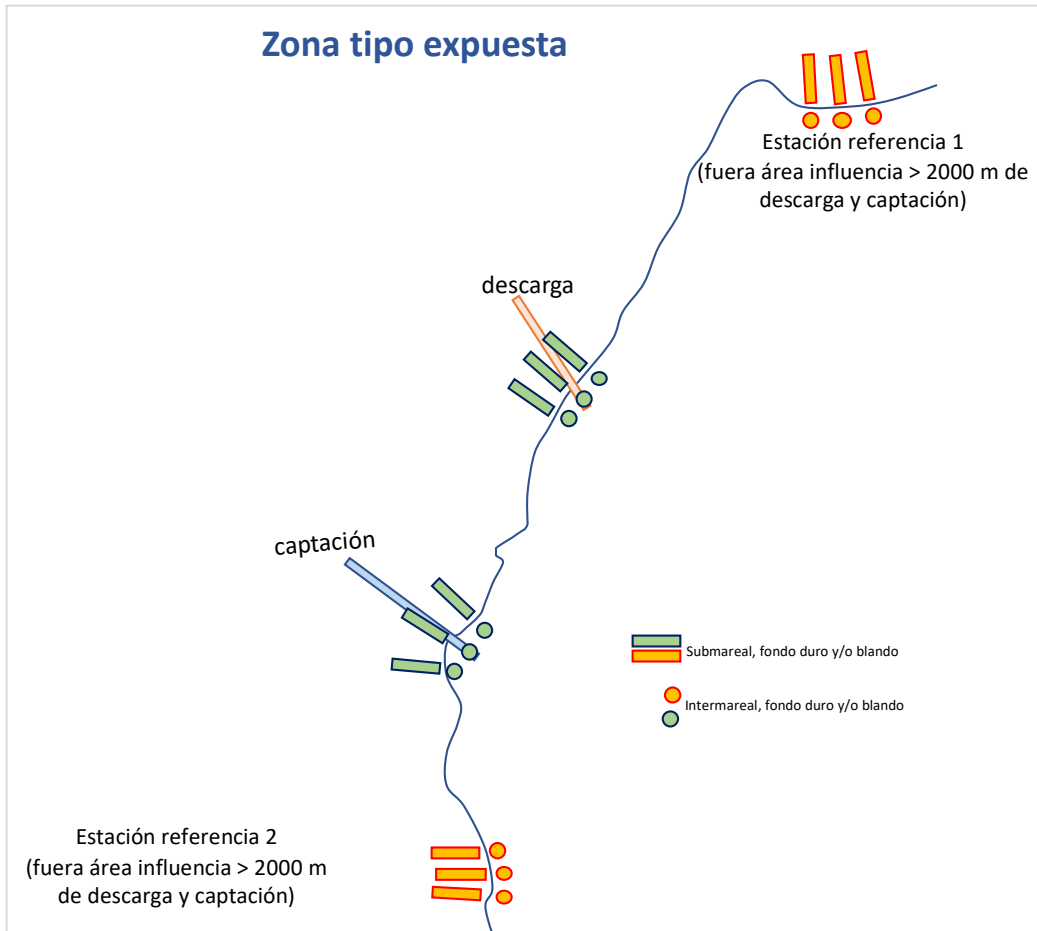 Zona tipo expuesta
Estación referencia 1
(fuera área influencia > 2000 m de
descarga y captación)
descarga
captación
Submareal, fondo duro y/o blando
Intermareal, fondo duro y/o blando
Estación referencia 2
(fuera área influencia > 2000 m
de descarga y captación)